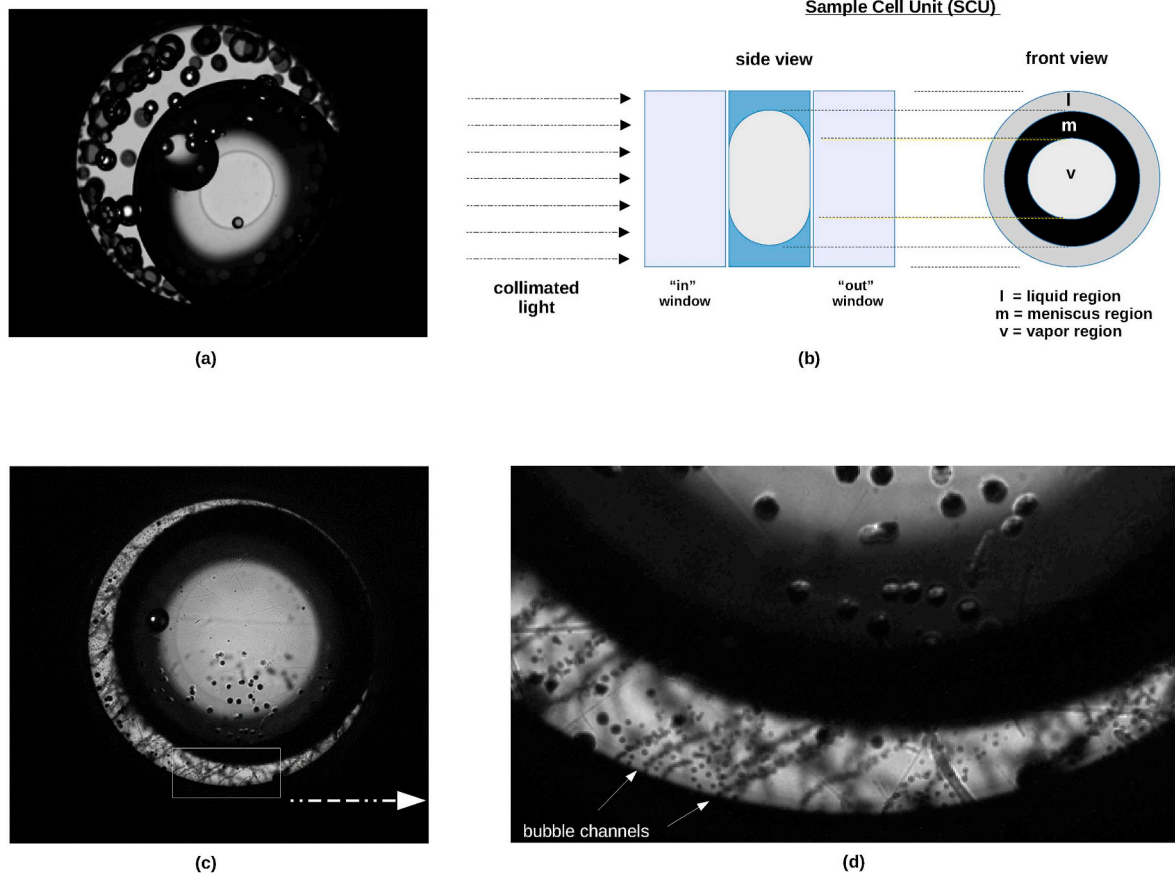 Sample Cell Unit (SCU)
side view
front view
l
m
v
collimated
light
“in”
window
“out”
window
l = liquid region
m = meniscus region
v = vapor region
(a)
(b)
bubble channels
(c)
(d)